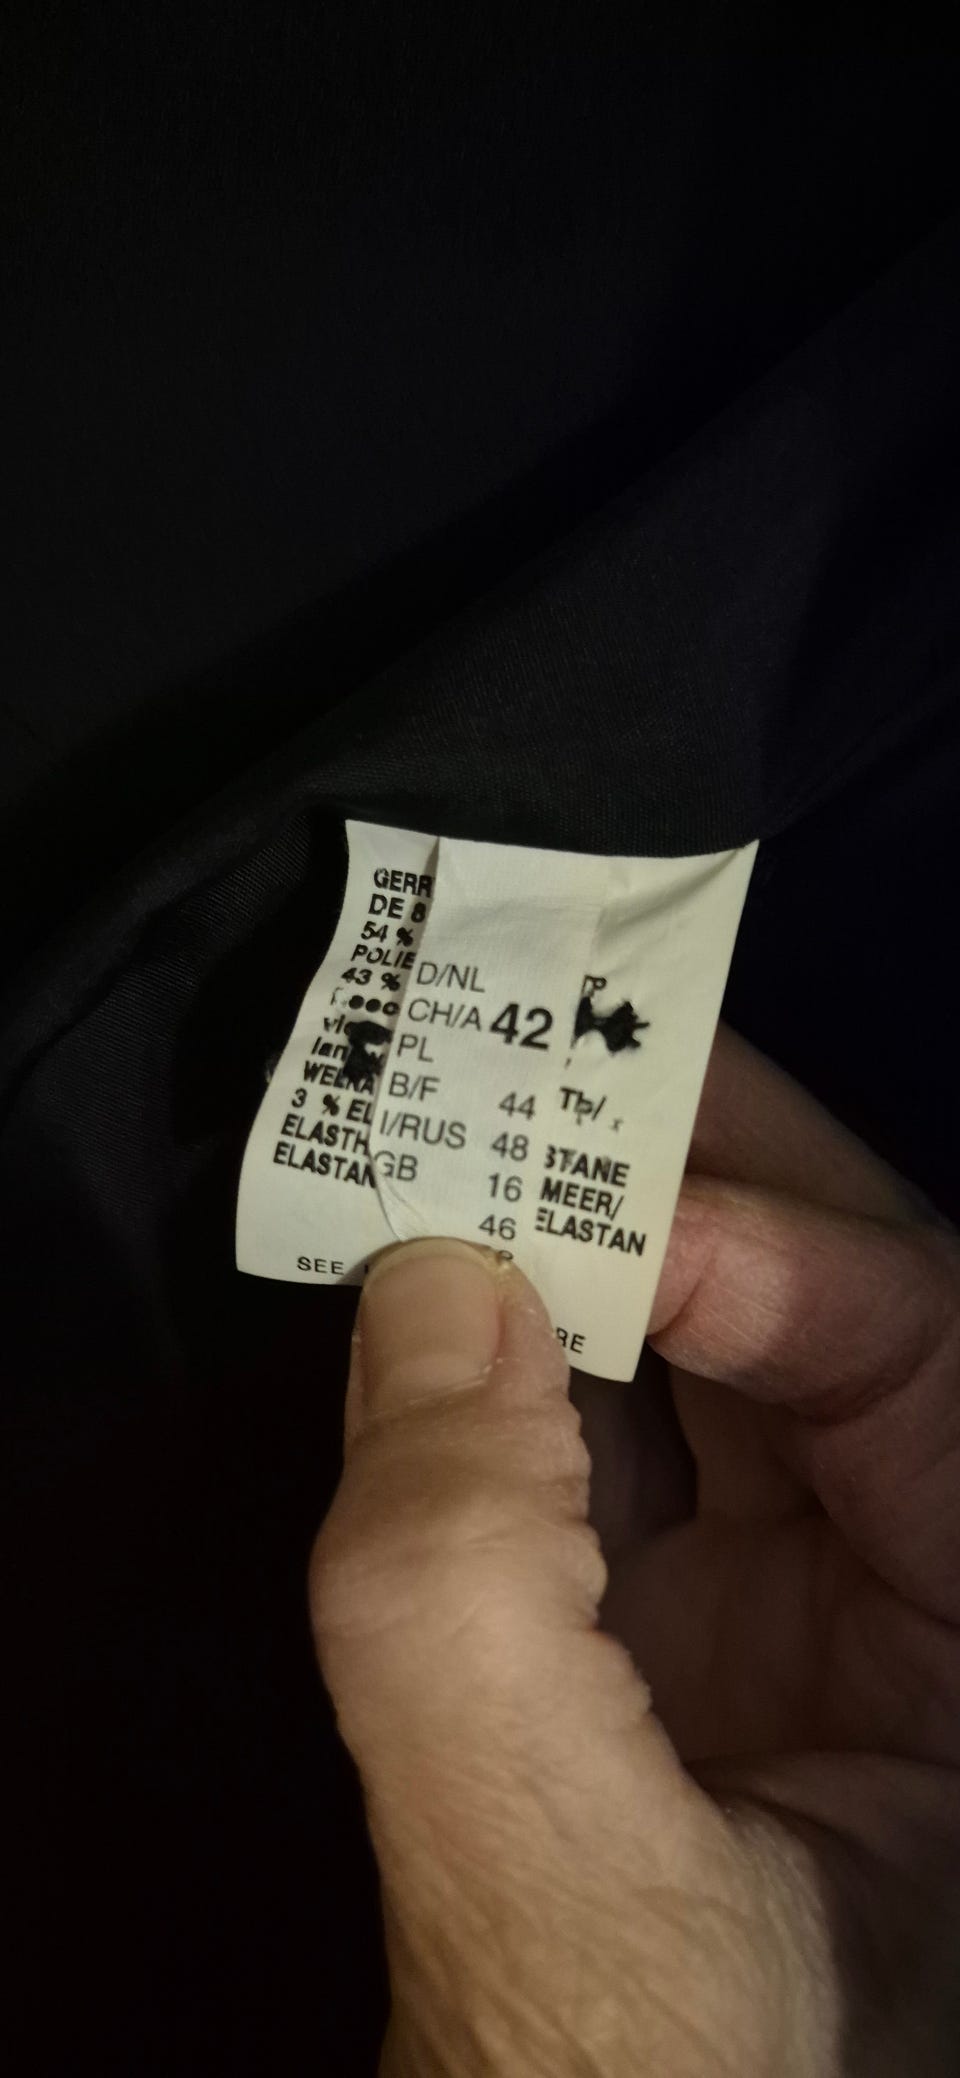 GERR
DE 8
54 %
POLIE
43 %
WELNA
3 % EL
ELASTH
ELASTAN
SEE
D/NL
CH/A 42
PL
B/F 44
I/RUS 48
GB 16
46
STANE
MEER/
ELASTAN
RE